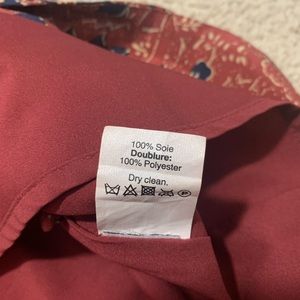 100% Soie
Doublure:
100% Polyester
Dry clean.